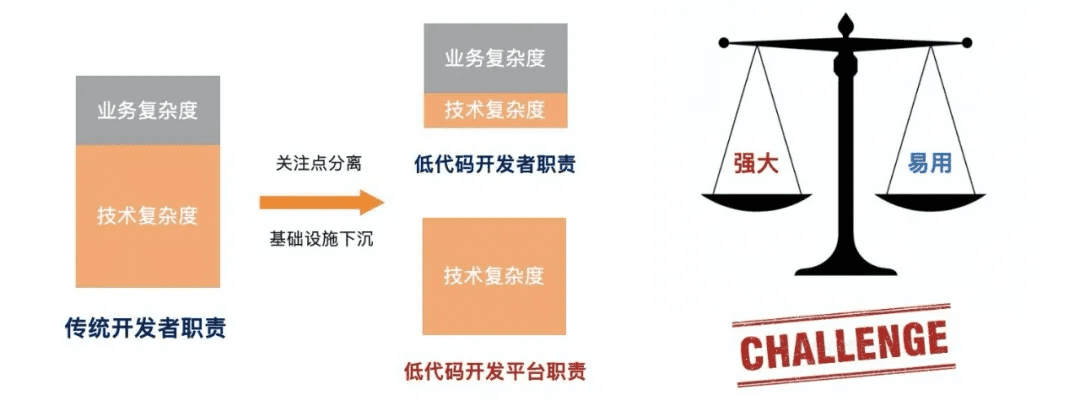 业务复杂度
技术复杂度
传统开发者职责
关注点分离
基础设施下沉
业务复杂度
技术复杂度
低代码开发者职责
技术复杂度
低代码开发平台职责
强大
易用
CHALLENGE